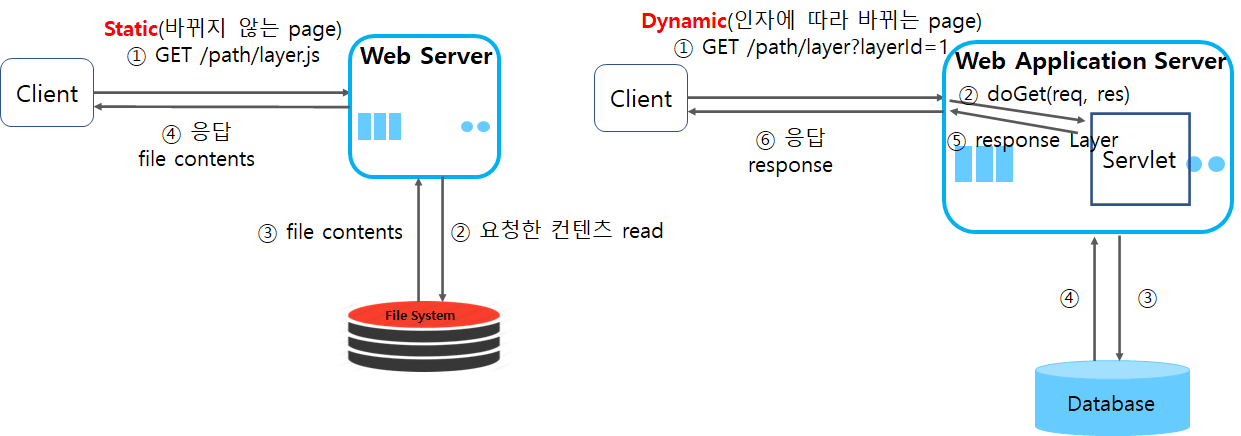 Static(바뀌지 않는 page)
① GET /path/layer.js
Client
Web Server
④ 응답
file contents
③ file contents
② 요청한 컨텐츠 read
File System
Dynamic(인자에 따라 바뀌는 page)
① GET /path/layer?layerId=1
Client
Web Application Server
② doGet(req, res)
⑤ response Layer
Servlet
⑥ 응답
response
④
③
Database